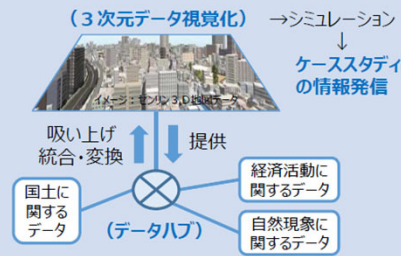 （３次元データ視覚化）
→シミュレーション
↓
ケーススタディ
の情報発信
イメージ：ゼンリン３Ｄ地図データ
吸い上げ
統合・変換
提供
国土に
関する
データ
（データハブ）
経済活動に
関するデータ
自然現象に
関するデータ